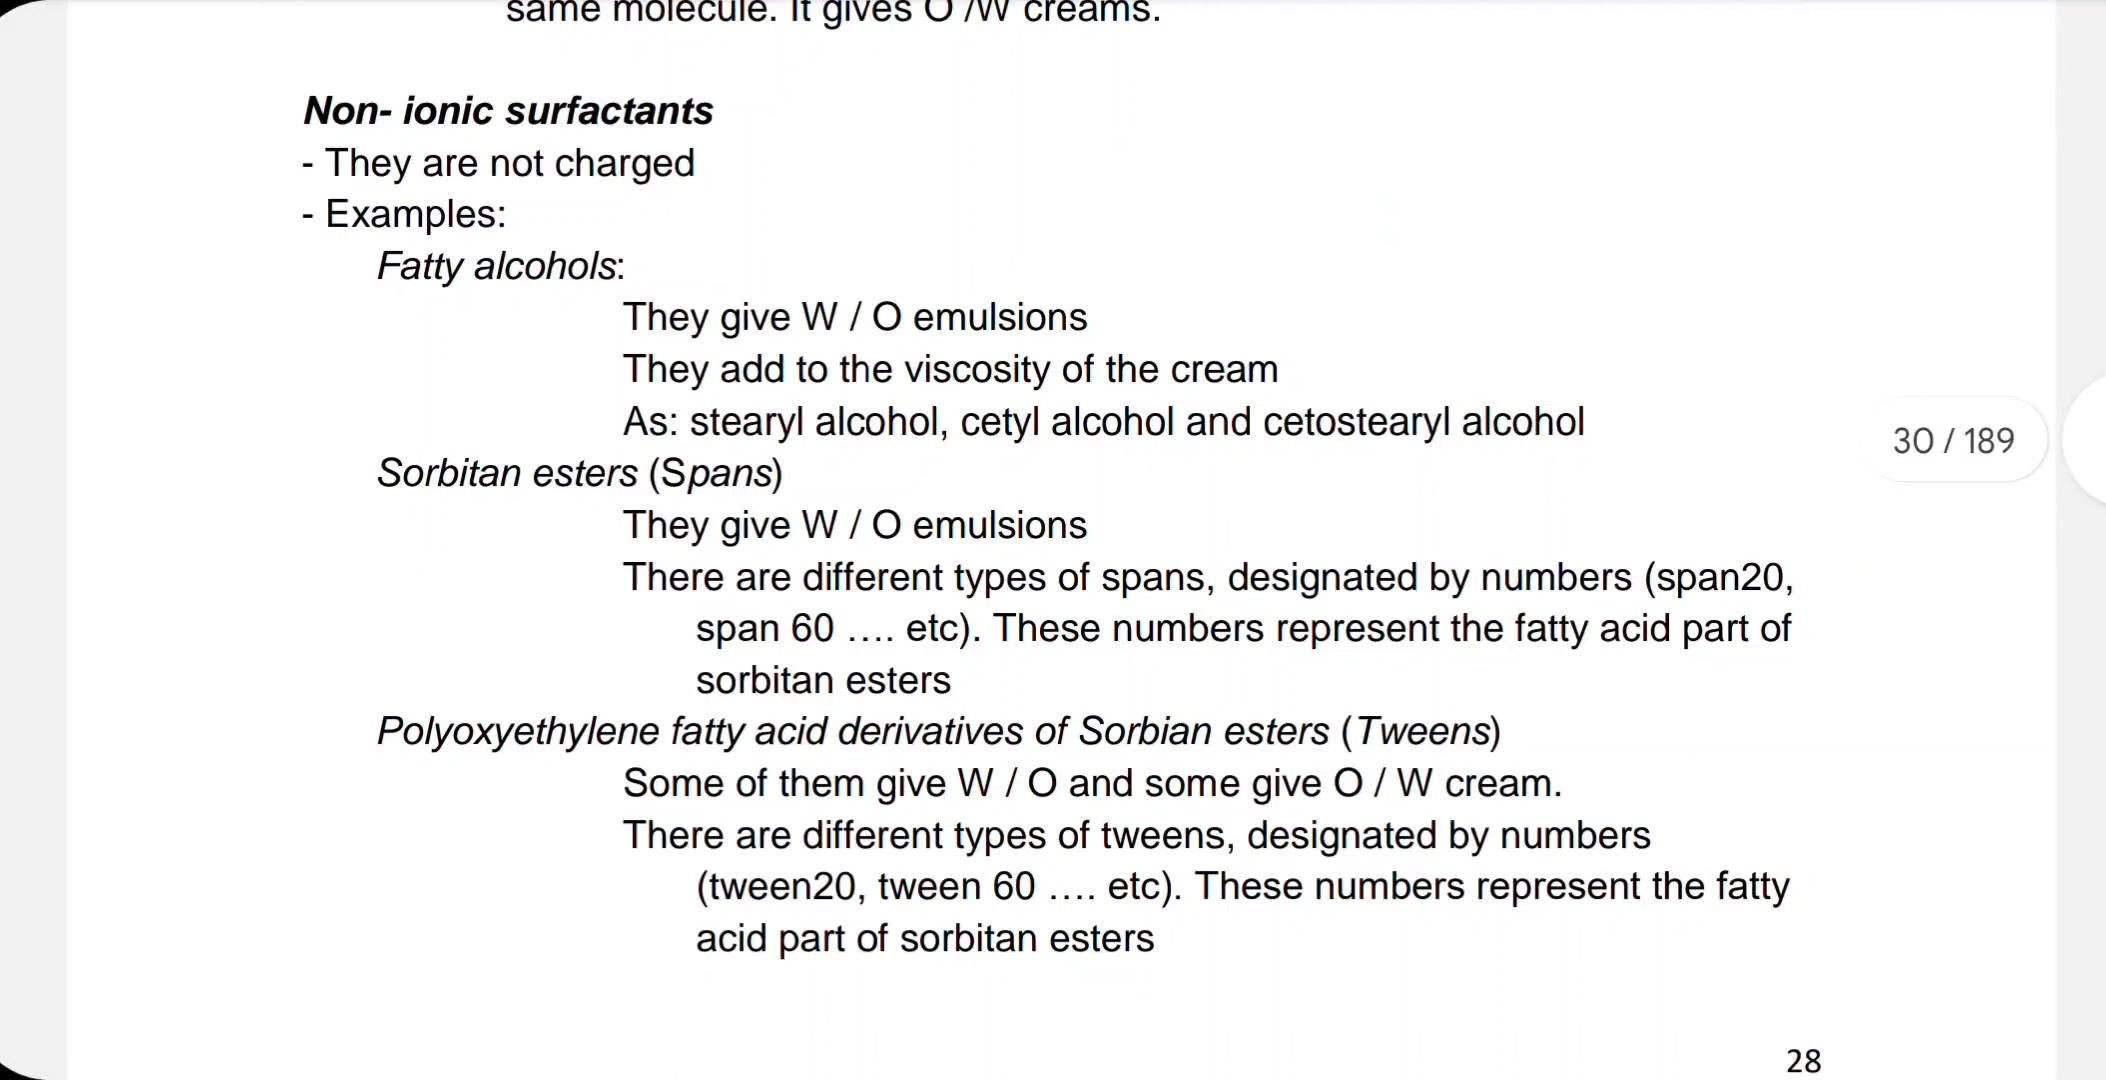 same molecule. It gives O /W creams.
Non- ionic surfactants
- They are not charged
- Examples:
Fatty alcohols:
They give W / O emulsions
They add to the viscosity of the cream
As: stearyl alcohol, cetyl alcohol and cetostearyl alcohol
30 / 189
Sorbitan esters (Spans)
They give W / O emulsions
There are different types of spans, designated by numbers (span20,
span 60 .... etc). These numbers represent the fatty acid part of
sorbitan esters
Polyoxyethylene fatty acid derivatives of Sorbian esters (Tweens)
Some of them give W / O and some give O / W cream.
There are different types of tweens, designated by numbers
(tween20, tween 60 .... etc). These numbers represent the fatty
acid part of sorbitan esters
28